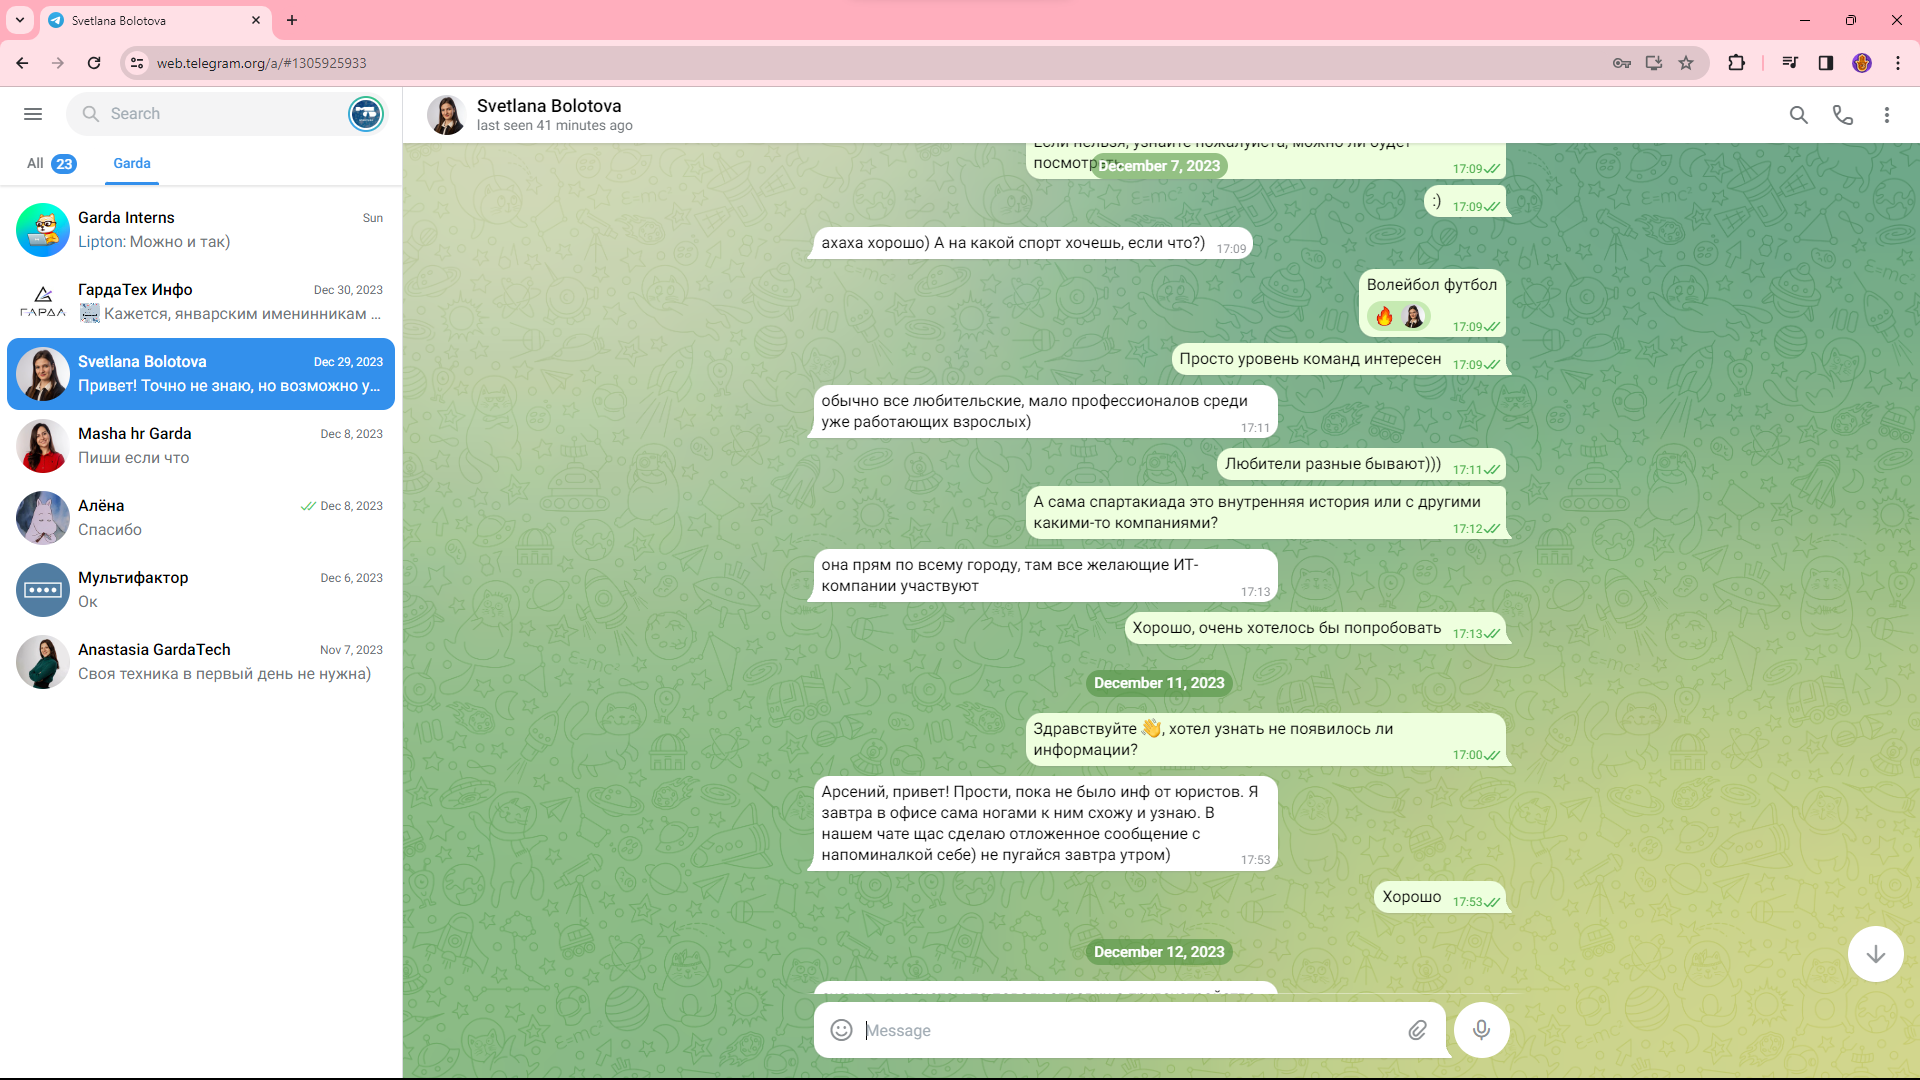 Svetlana Bolotova
web.telegram.org/a/#1305925933
Search
All 23
Garda
Garda Interns
Sun
Lipton: Можно и так)
ГардаТех Инфо
Dec 30, 2023
ГАРДА
Кажется, январским именинникам ...
Svetlana Bolotova
Dec 29, 2023
Привет! Точно не знаю, но возможно у...
Masha hr Garda
Dec 8, 2023
Пиши если что
Алёна
Dec 8, 2023
Спасибо
Мультифактор
Dec 6, 2023
Ок
Anastasia GardaTech
Nov 7, 2023
Своя техника в первый день не нужна)
Svetlana Bolotova
last seen 41 minutes ago
Если нельзя, узнайте пожалуйста, можно ли будет
посмотреть
17:09
December 7, 2023
:) 17:09
ахаха хорошо) А на какой спорт хочешь, если что?) 17:09
Волейбол футбол
🔥 17:09
Просто уровень команд интересен 17:09
обычно все любительские, мало профессионалов среди
уже работающих взрослых) 17:11
Любители разные бывают))) 17:11
А сама спартакиада это внутренняя история или с другими
какими-то компаниями? 17:12
она прям по всему городу, там все желающие ИТ-
компании участвуют 17:13
Хорошо, очень хотелось бы попробовать 17:13
December 11, 2023
Здравствуйте 👋, хотел узнать не появилось ли
информации? 17:00
Арсений, привет! Прости, пока не было инф от юристов. Я
завтра в офисе сама ногами к ним схожу и узнаю. В
нашем чате щас сделаю отложенное сообщение с
напоминалкой себе) не пугайся завтра утром) 17:53
Хорошо 17:53
December 12, 2023
Message